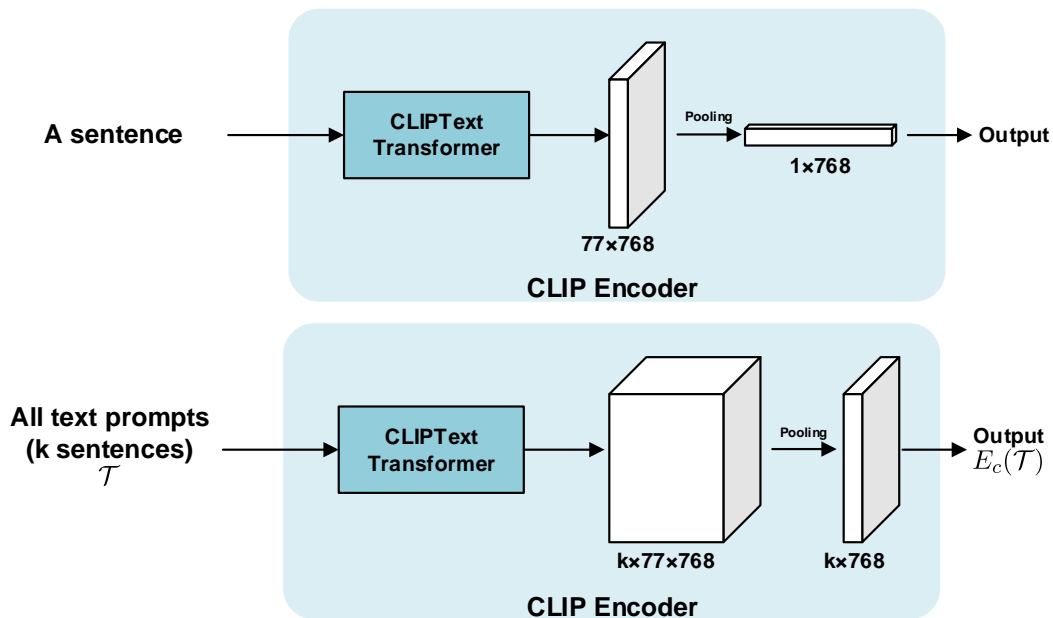 A sentence
CLIPText
Transformer
77×768
Pooling
1×768
Output
CLIP Encoder
All text prompts
(k sentences)
𝒯
CLIPText
Transformer
k×77×768
Pooling
k×768
Output
E_c(𝒯)
CLIP Encoder